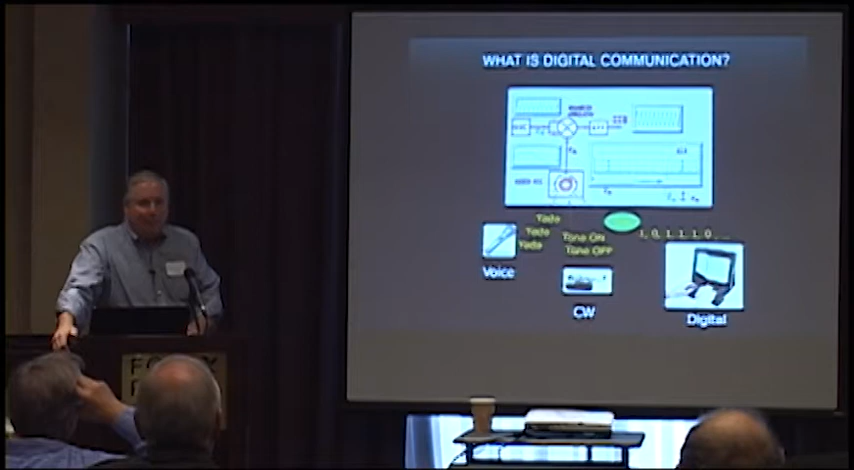 WHAT IS DIGITAL COMMUNICATION?
Yada
Yada
Yada
Tone ON
Tone OFF
1, 0, 1, 1, 1, 0, ...
Voice
CW
Digital